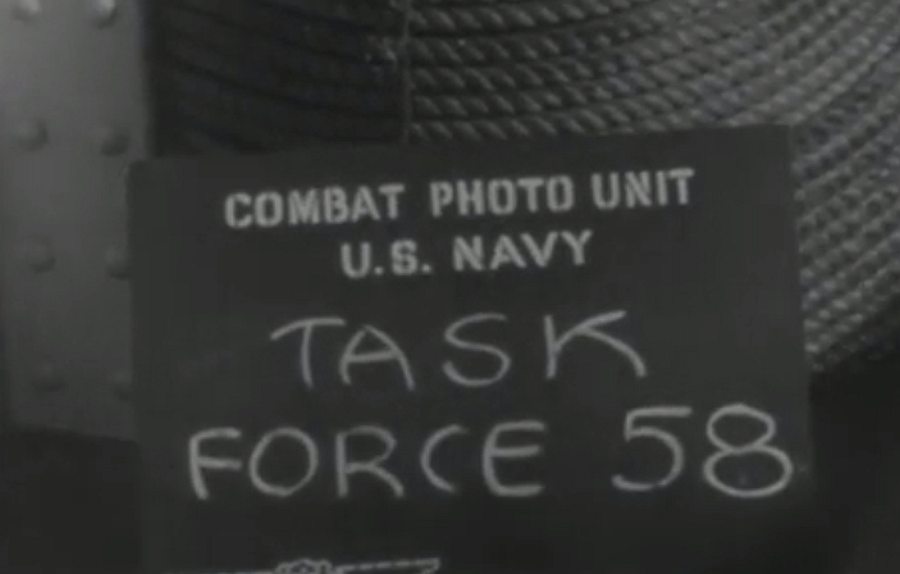 COMBAT PHOTO UNIT
U.S. NAVY
TASK
FORCE 58